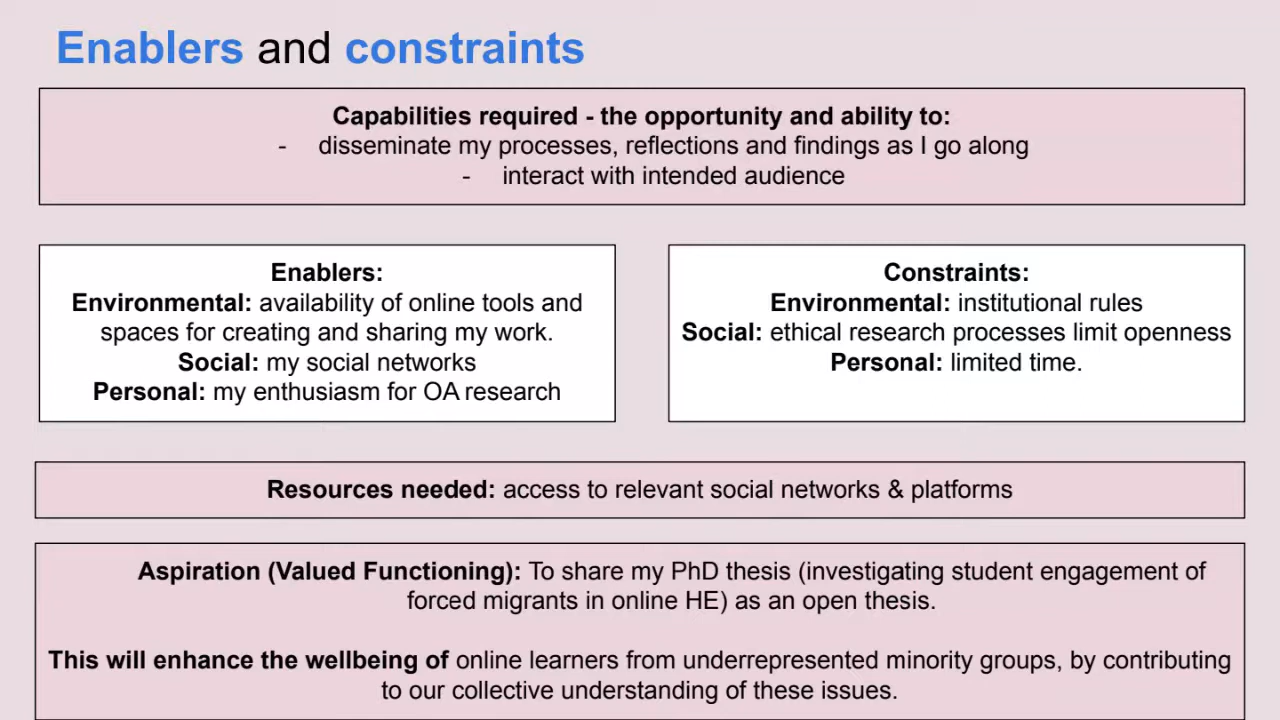 Enablers and constraints
Capabilities required - the opportunity and ability to:
- disseminate my processes, reflections and findings as I go along
- interact with intended audience
Enablers:
Environmental: availability of online tools and
spaces for creating and sharing my work.
Social: my social networks
Personal: my enthusiasm for OA research
Constraints:
Environmental: institutional rules
Social: ethical research processes limit openness
Personal: limited time.
Resources needed: access to relevant social networks & platforms
Aspiration (Valued Functioning): To share my PhD thesis (investigating student engagement of
forced migrants in online HE) as an open thesis.
This will enhance the wellbeing of online learners from underrepresented minority groups, by contributing
to our collective understanding of these issues.